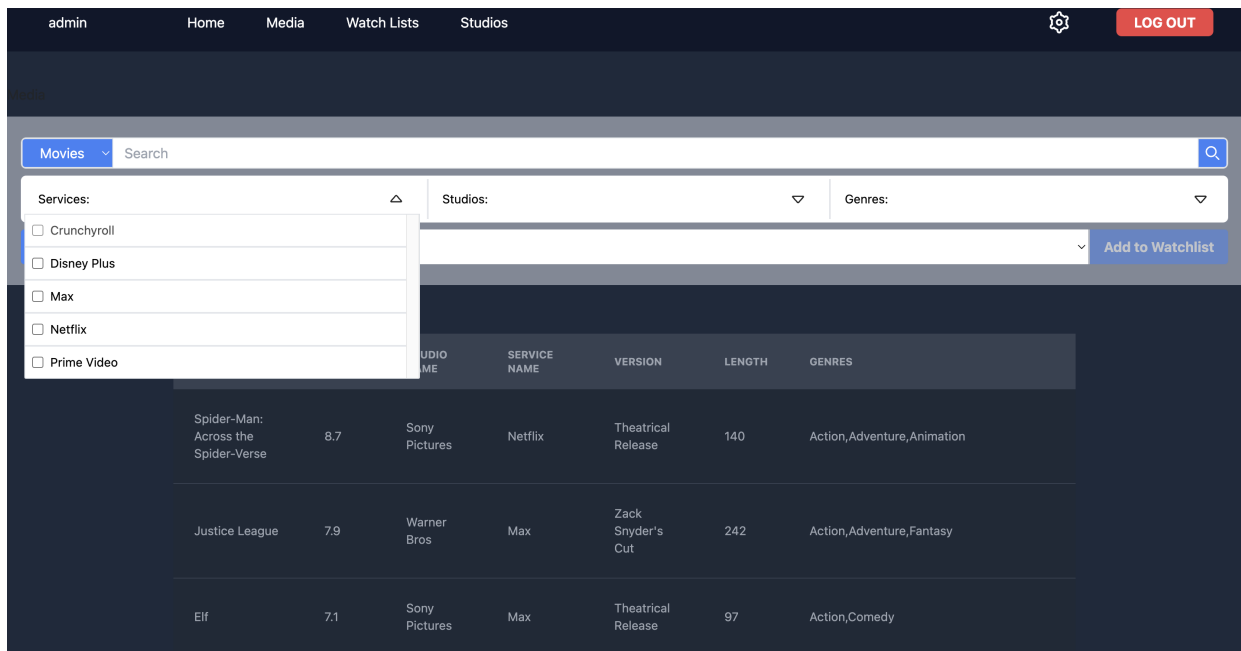 admin Home Media Watch Lists Studios LOG OUT
Movies Search
Services: Studios: Genres:
Crunchyroll
Add to Watchlist
Disney Plus
Max
Netflix
Prime Video
UDIO
ME
SERVICE
NAME
VERSION LENGTH GENRES
Spider-Man:
Across the
Spider-Verse
8.7
Sony
Pictures
Netflix
Theatrical
Release
140
Action,Adventure,Animation
Justice League
7.9
Warner
Bros
Max
Zack
Snyder's
Cut
242
Action,Adventure,Fantasy
Elf
7.1
Sony
Pictures
Max
Theatrical
Release
97
Action,Comedy